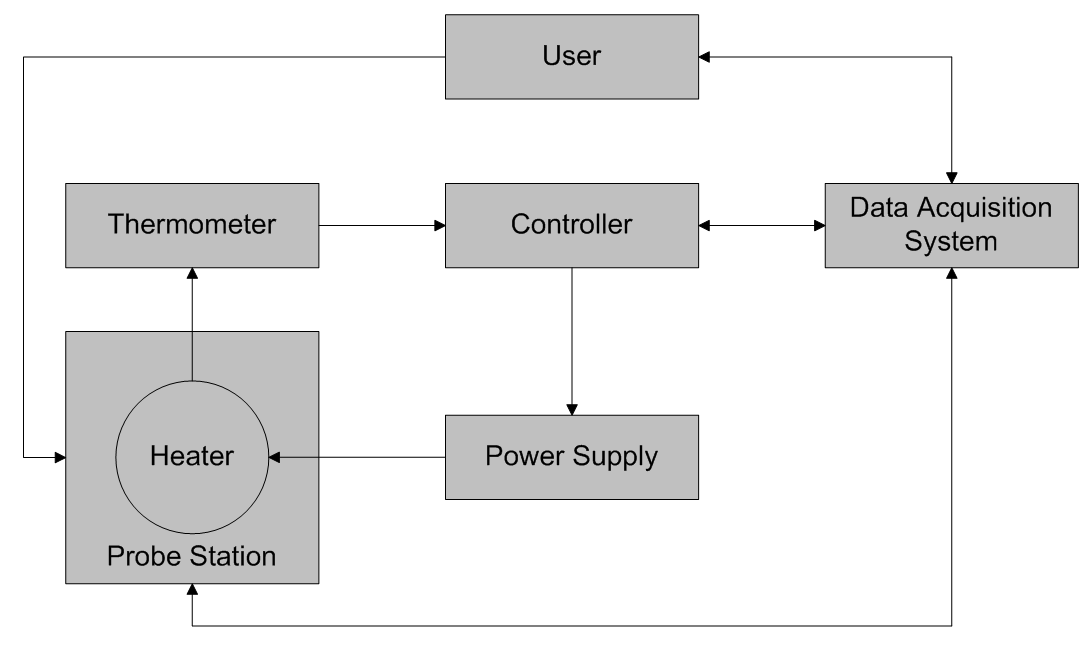 User
Thermometer
Controller
Data Acquisition
System
Heater
Power Supply
Probe Station